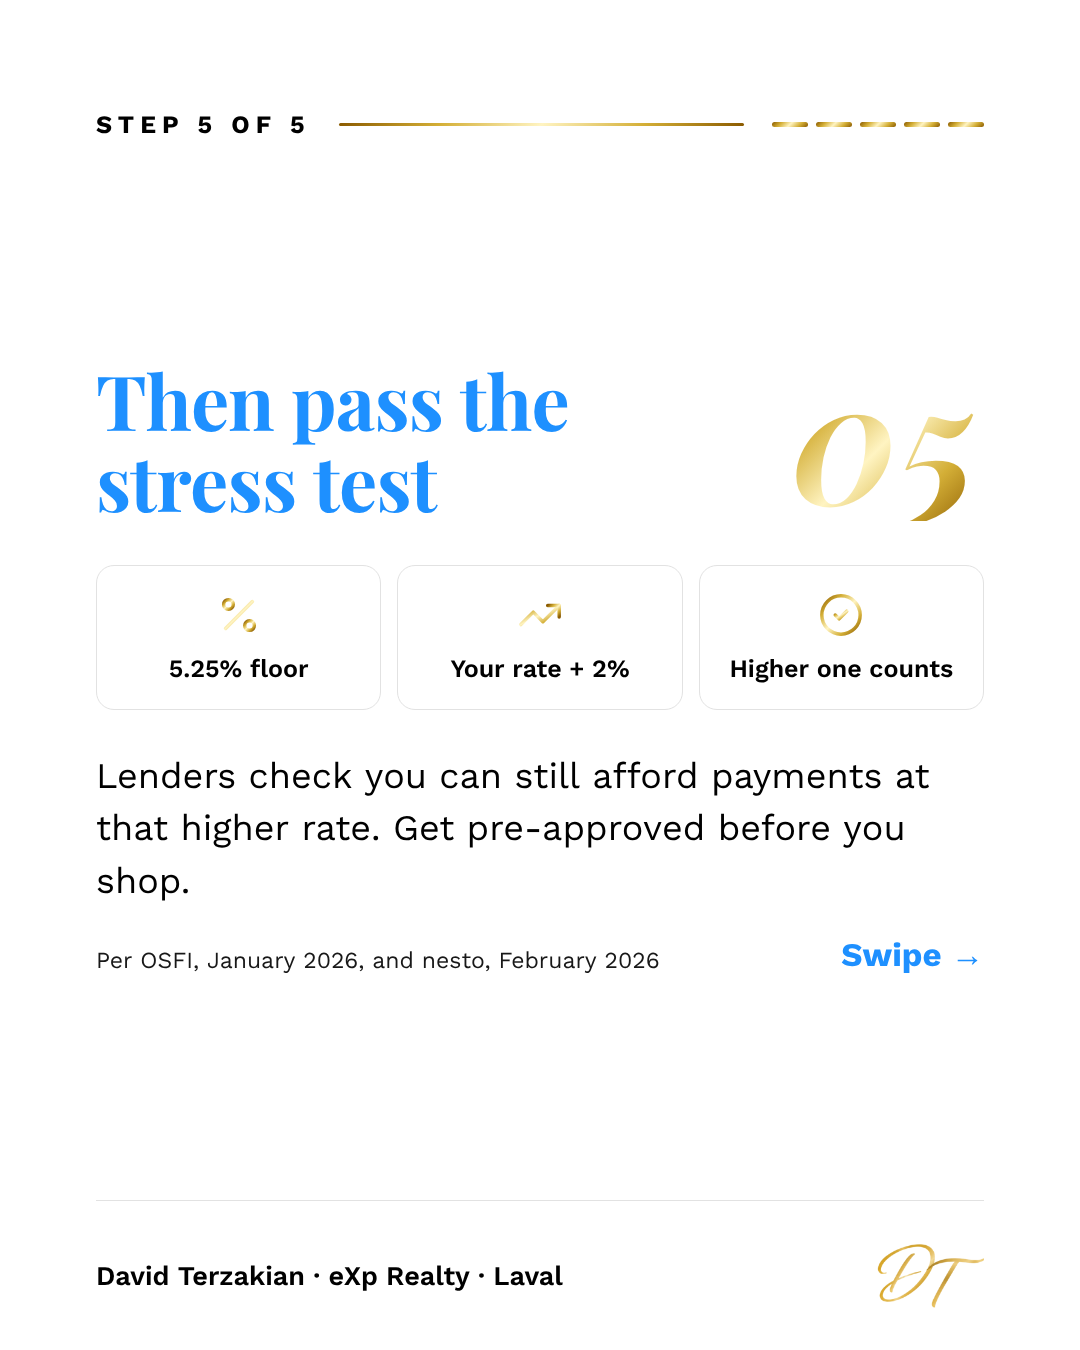 STEP 5 OF 5
Then pass the
stress test
05
5.25% floor
Your rate + 2%
Higher one counts
Lenders check you can still afford payments at
that higher rate. Get pre-approved before you
shop.
Per OSFI, January 2026, and nesto, February 2026
Swipe →
David Terzakian · eXp Realty · Laval
DT